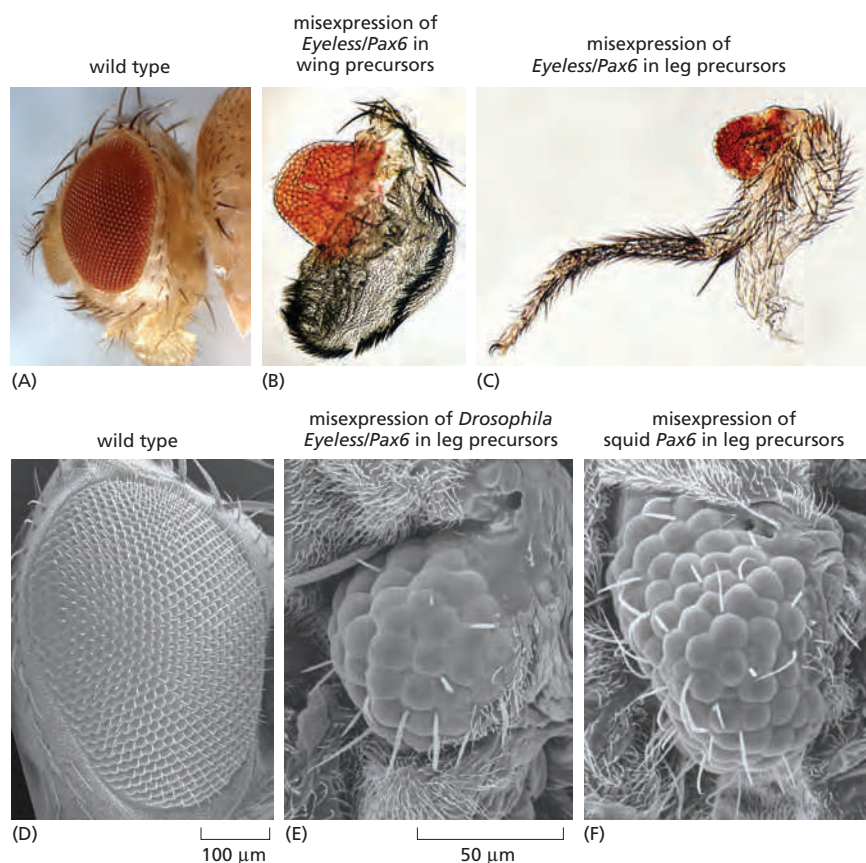 wild type
misexpression of
Eyeless/Pax6 in
wing precursors
misexpression of
Eyeless/Pax6 in leg precursors
(A)
(B)
(C)
wild type
misexpression of Drosophila
Eyeless/Pax6 in leg precursors
misexpression of
squid Pax6 in leg precursors
(D)
(E)
(F)
100 μm
50 μm